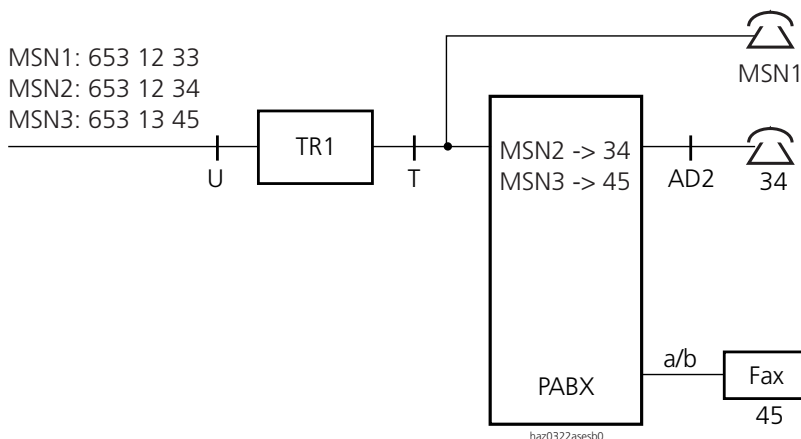 MSN1: 653 12 33
MSN2: 653 12 34
MSN3: 653 13 45
MSN1
TR1
U
T
MSN2 -> 34
MSN3 -> 45
AD2
34
PABX
a/b
Fax
45
haz0322asesb0